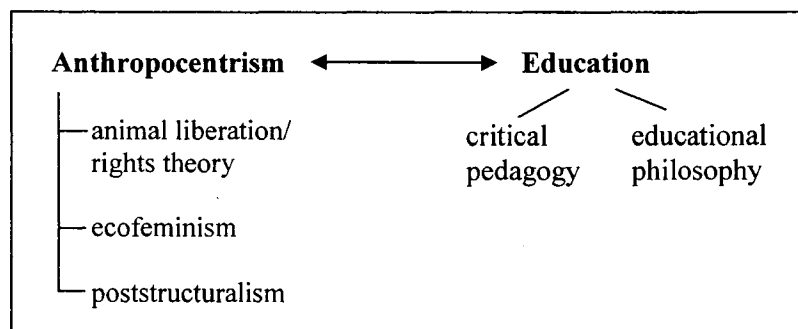 Anthropocentrism
Education
animal liberation/
rights theory
ecofeminism
poststructuralism
critical
pedagogy
educational
philosophy